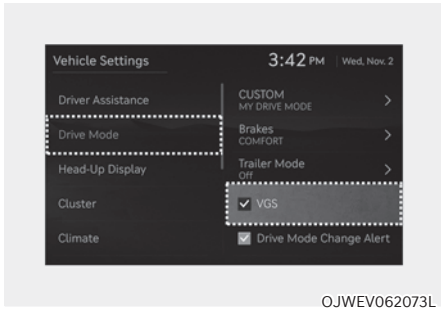 Vehicle Settings
3:42 PM Wed, Nov. 2
Driver Assistance
Drive Mode
Head-Up Display
Cluster
Climate
CUSTOM
MY DRIVE MODE
Brakes
COMFORT
Trailer Mode
Off
VGS
Drive Mode Change Alert
OJWEV062073L